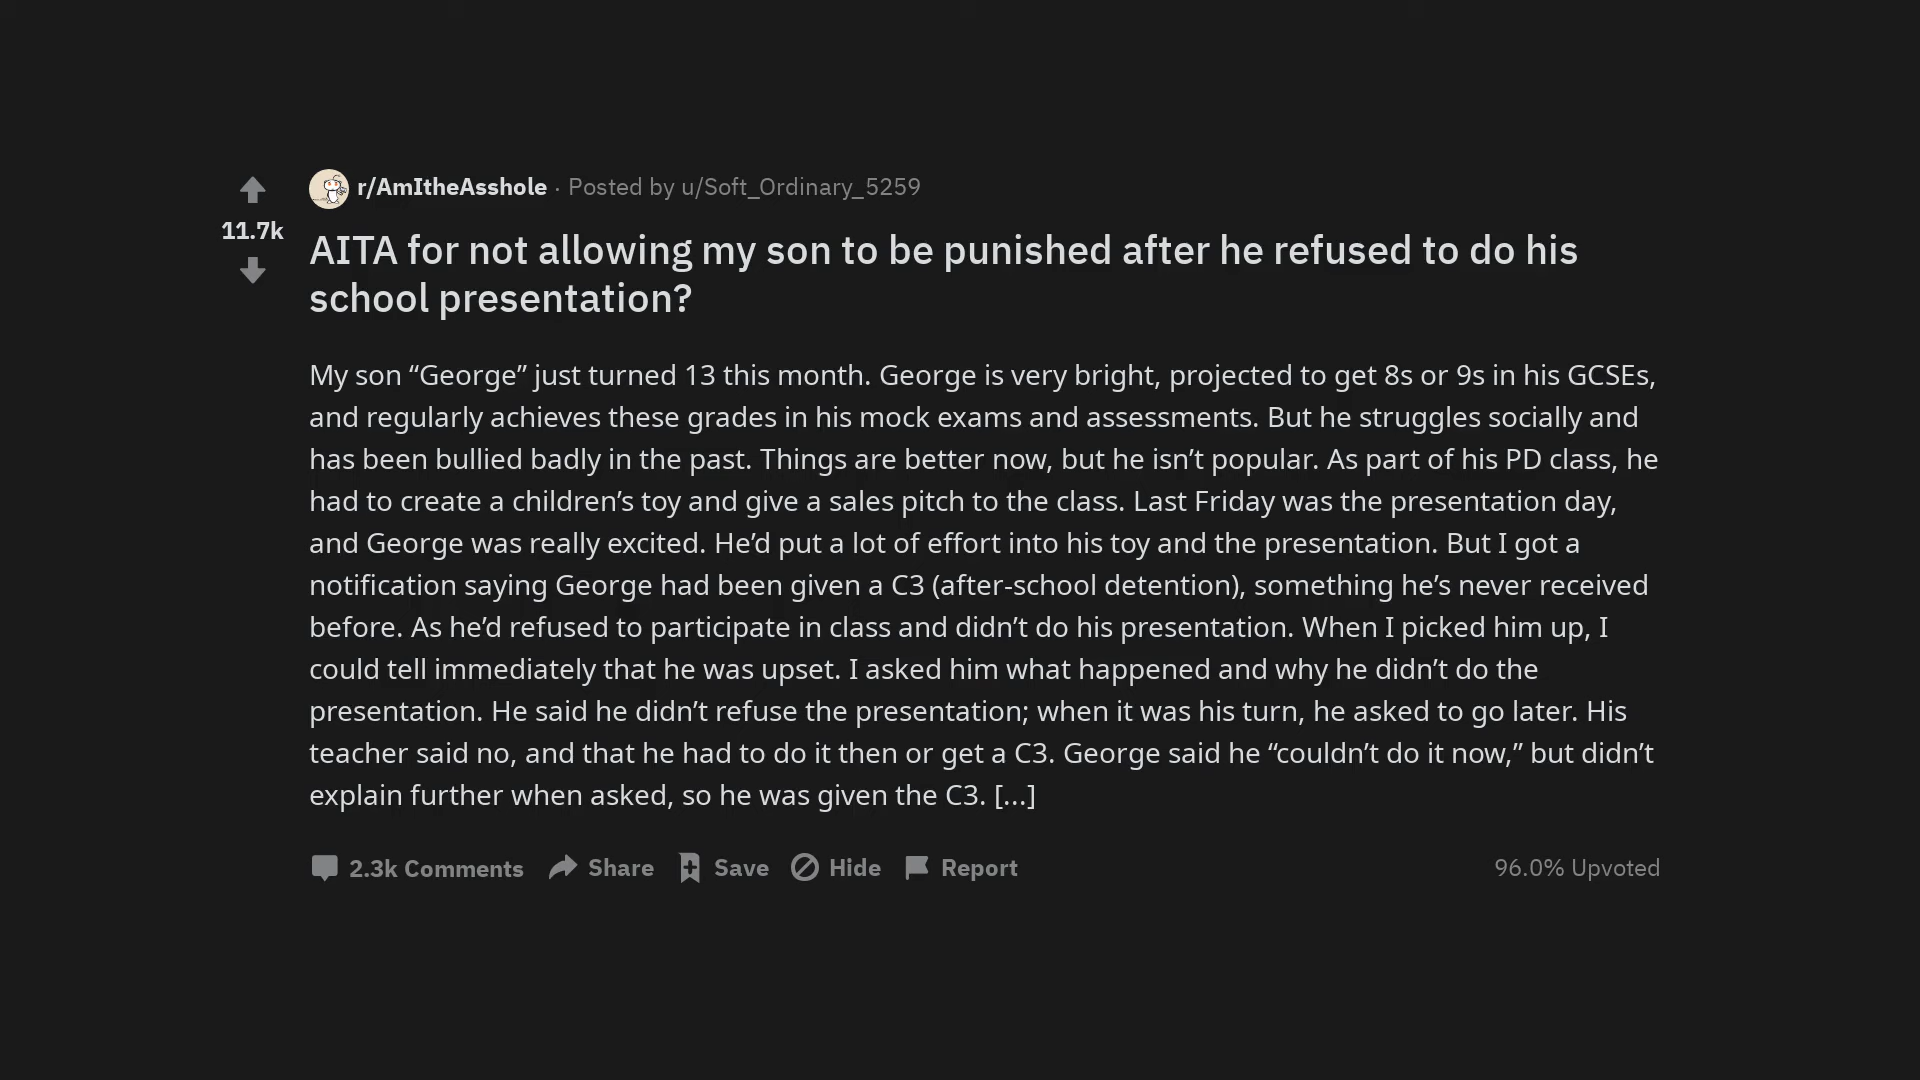 r/AmItheAsshole · Posted by u/Soft_Ordinary_5259
11.7k
AITA for not allowing my son to be punished after he refused to do his
school presentation?
My son “George” just turned 13 this month. George is very bright, projected to get 8s or 9s in his GCSEs,
and regularly achieves these grades in his mock exams and assessments. But he struggles socially and
has been bullied badly in the past. Things are better now, but he isn’t popular. As part of his PD class, he
had to create a children’s toy and give a sales pitch to the class. Last Friday was the presentation day,
and George was really excited. He’d put a lot of effort into his toy and the presentation. But I got a
notification saying George had been given a C3 (after-school detention), something he’s never received
before. As he’d refused to participate in class and didn’t do his presentation. When I picked him up, I
could tell immediately that he was upset. I asked him what happened and why he didn’t do the
presentation. He said he didn’t refuse the presentation; when it was his turn, he asked to go later. His
teacher said no, and that he had to do it then or get a C3. George said he “couldn’t do it now,” but didn’t
explain further when asked, so he was given the C3. [...]
2.3k Comments Share Save Hide Report 96.0% Upvoted